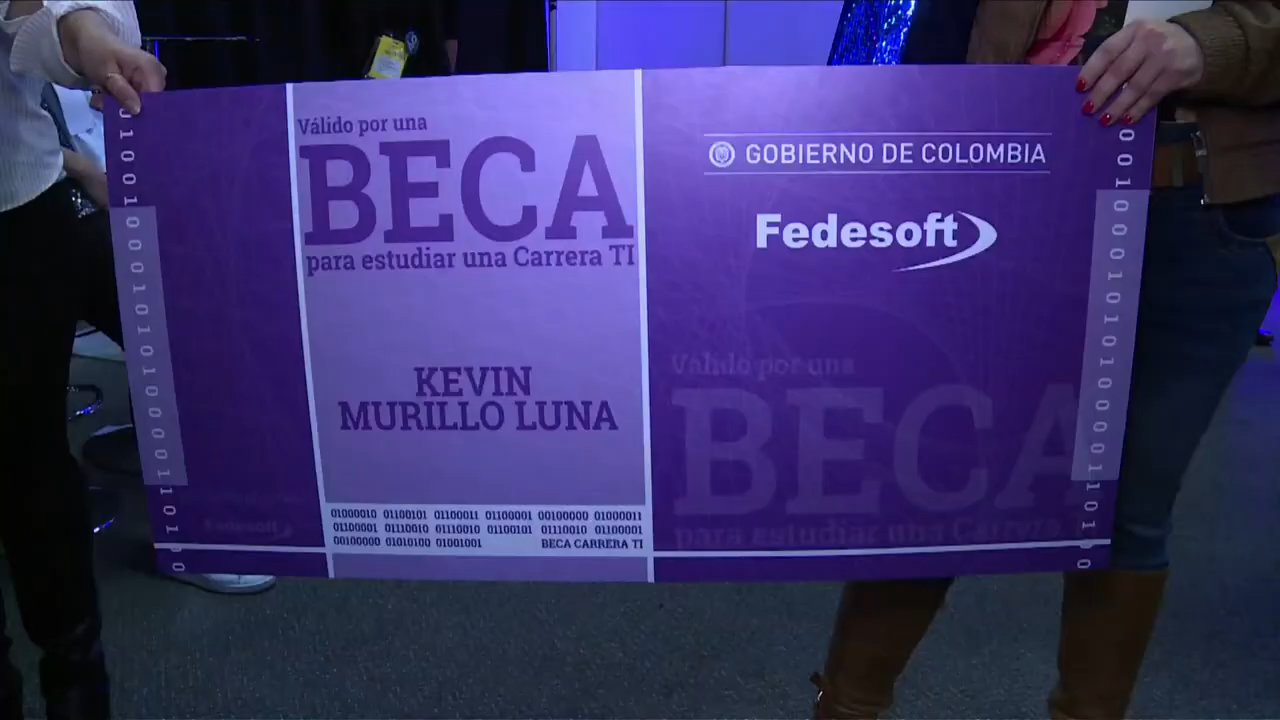 Válido por una
BECA
para estudiar una Carrera TI
KEVIN
MURILLO LUNA
01000010 01100101 01100011 01100001 00100000 01000011
01100001 01110010 01110010 01100101 01110010 01100001
00100000 01010100 01001001 BECA CARRERA TI
GOBIERNO DE COLOMBIA
Fedesoft
Válido por una
BECA
para estudiar una Carrera
Fedesoft